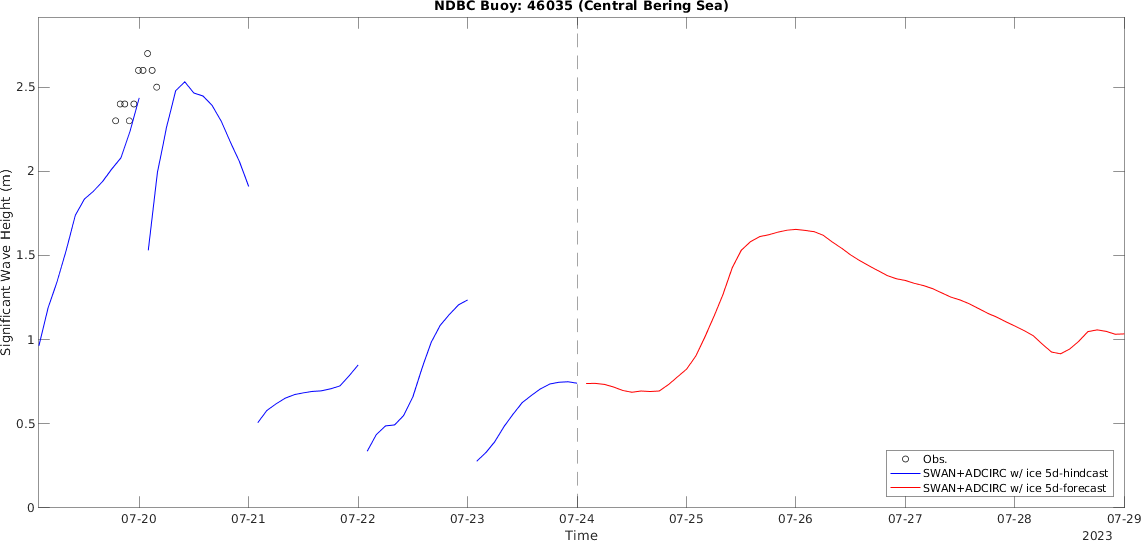 NDBC Buoy: 46035 (Central Bering Sea)
Significant Wave Height (m)
2.5
2
1.5
1
0.5
0
Obs.
SWAN+ADCIRC w/ ice 5d-hindcast
SWAN+ADCIRC w/ ice 5d-forecast
07-20 07-21 07-22 07-23 07-24 07-25 07-26 07-27 07-28 07-29
Time
2023